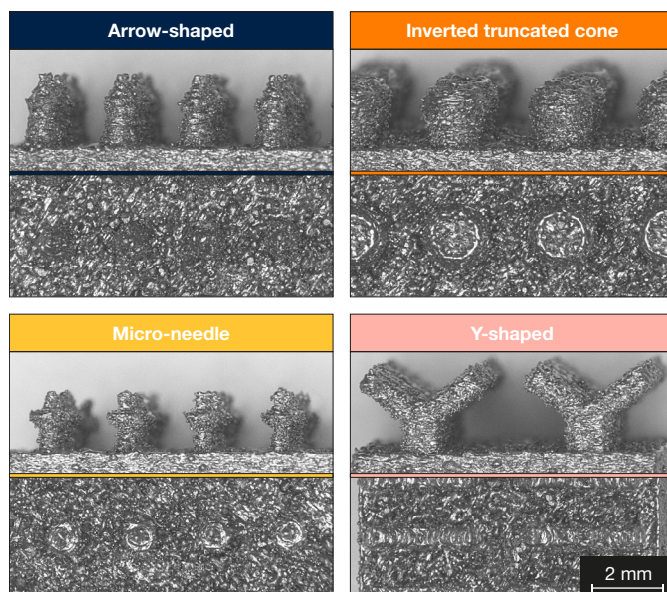 Arrow-shaped
Inverted truncated cone
Micro-needle
Y-shaped
2 mm